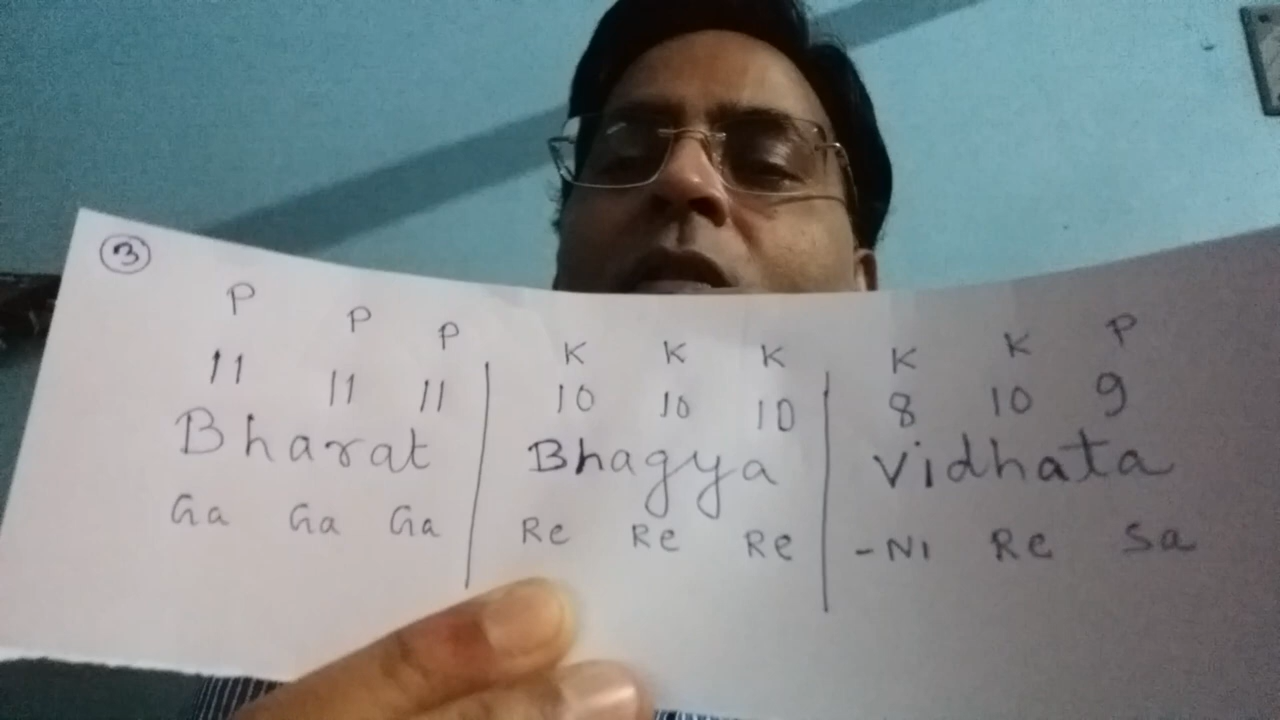 3
P P P K K K K K P
11 11 11 | 10 10 10 | 8 10 9
Bharat | Bhagya | Vidhata
Ga Ga Ga | Re Re Re | -Ni Re Sa